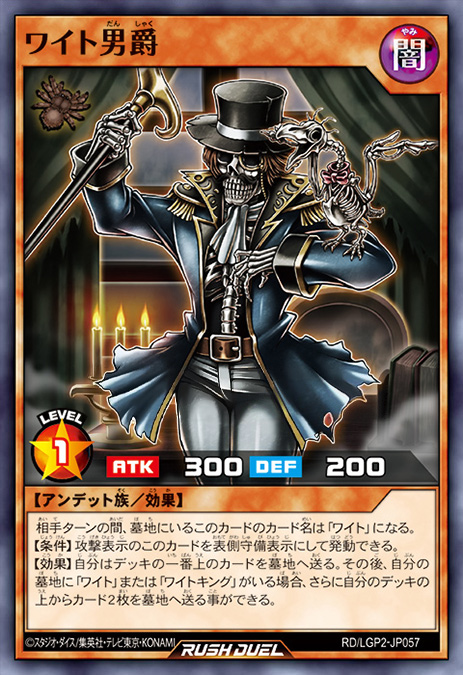 ワイト男爵
闇
LEVEL
1
ATK 300 DEF 200
【アンデット族／効果】
相手ターンの間、墓地にいるこのカードのカード名は「ワイト」になる。
【条件】攻撃表示のこのカードを表側守備表示にして発動できる。
【効果】自分はデッキの一番上のカードを墓地へ送る。その後、自分の
墓地に「ワイト」または「ワイトキング」がいる場合、さらに自分のデッキの
上からカード2枚を墓地へ送る事ができる。
©スタジオ・ダイス/集英社・テレビ東京・KONAMI
RUSH DUEL
RD/LGP2-JP057